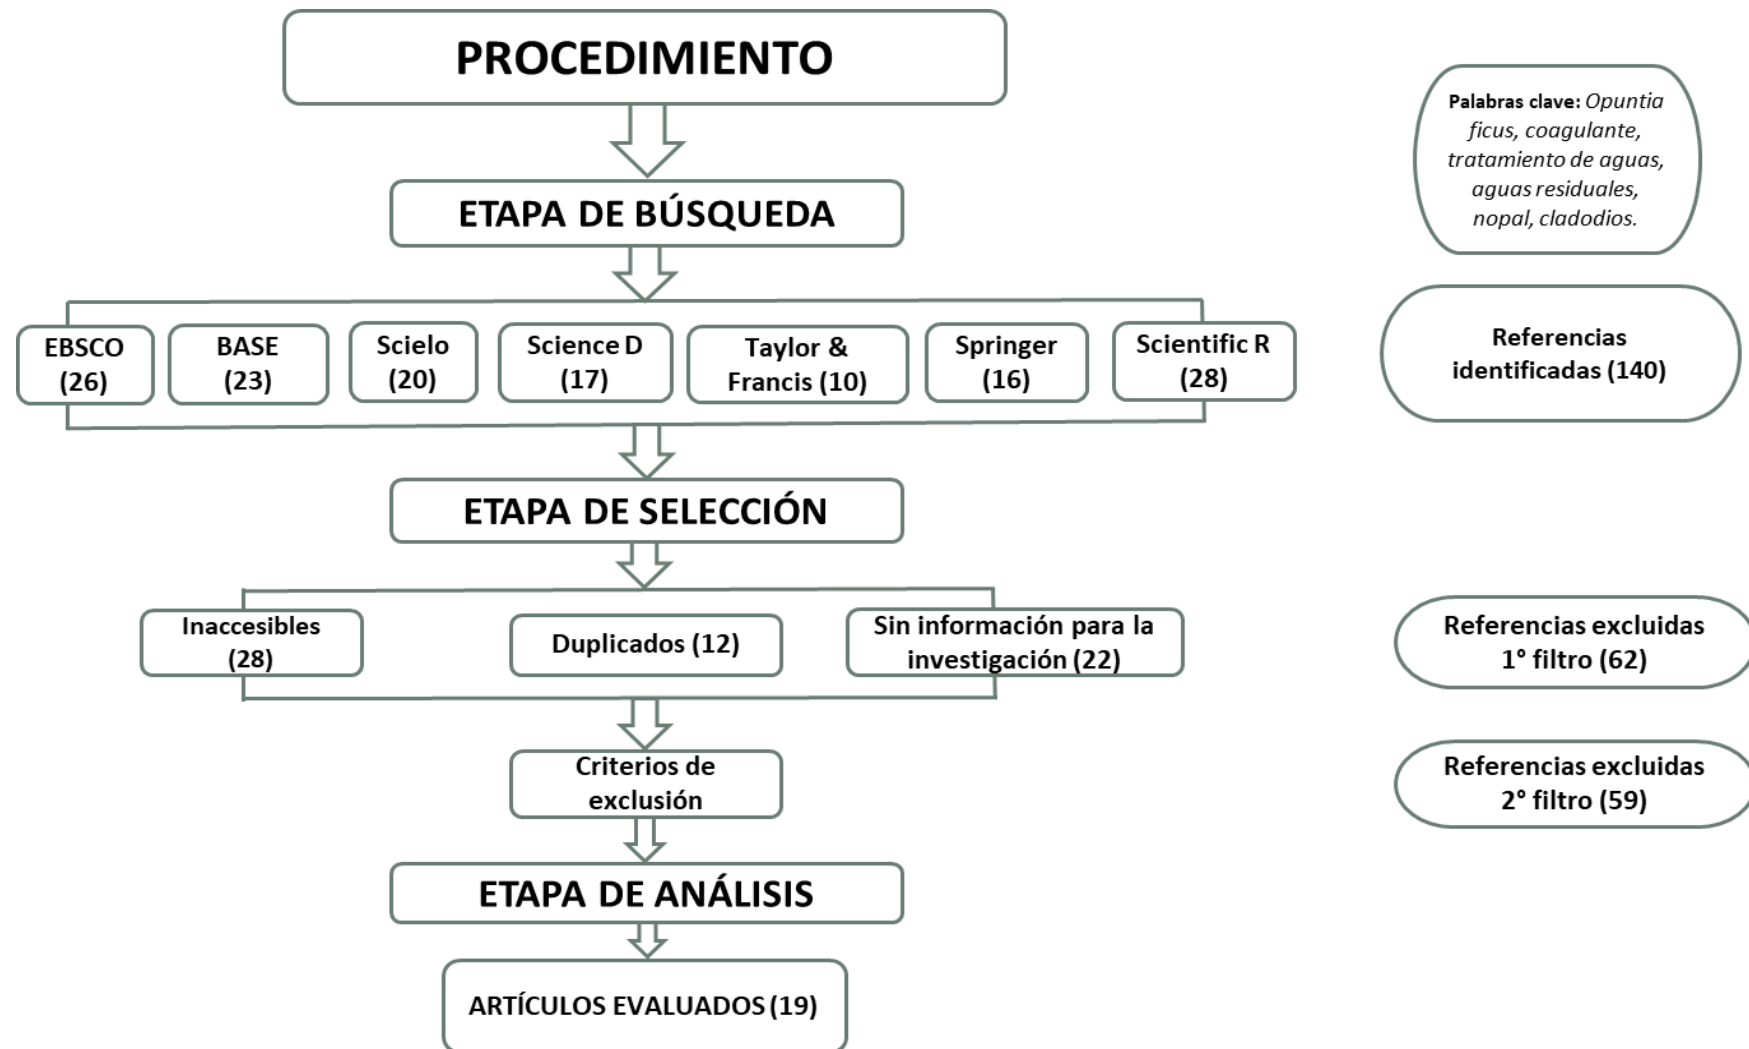 PROCEDIMIENTO
Palabras clave: Opuntia
ficus, coagulante,
tratamiento de aguas,
aguas residuales,
nopal, cladodios.
ETAPA DE BÚSQUEDA
EBSCO
(26)
BASE
(23)
Scielo
(20)
Science D
(17)
Taylor &
Francis (10)
Springer
(16)
Scientific R
(28)
Referencias
identificadas (140)
ETAPA DE SELECCIÓN
Inaccesibles
(28)
Duplicados (12)
Sin información para la
investigación (22)
Referencias excluidas
1° filtro (62)
Criterios de
exclusión
Referencias excluidas
2° filtro (59)
ETAPA DE ANÁLISIS
ARTÍCULOS EVALUADOS (19)